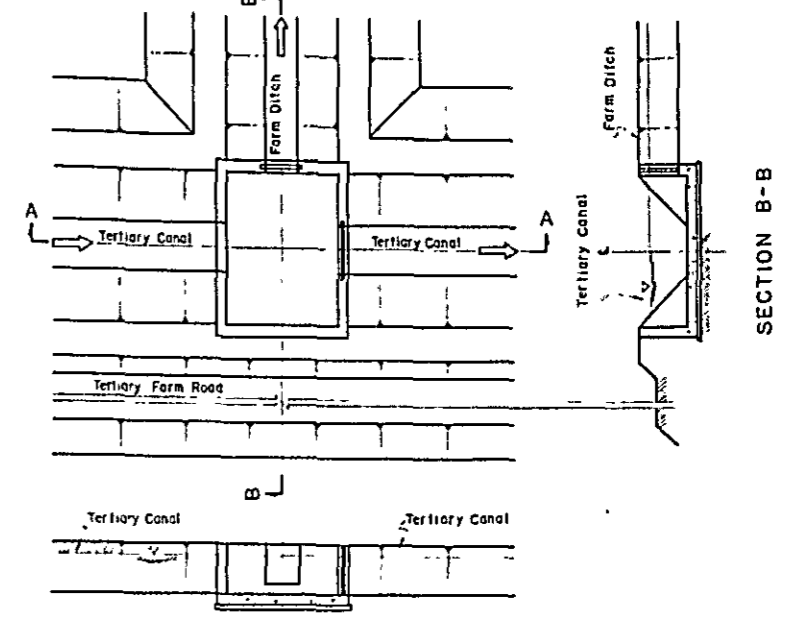 B
Farm Ditch
A
A
Tertiary Canal
Tertiary Canal
Tertiary Farm Road
B
Tertiary Canal
Tertiary Canal
Farm Ditch
Tertiary Canal
SECTION B-B